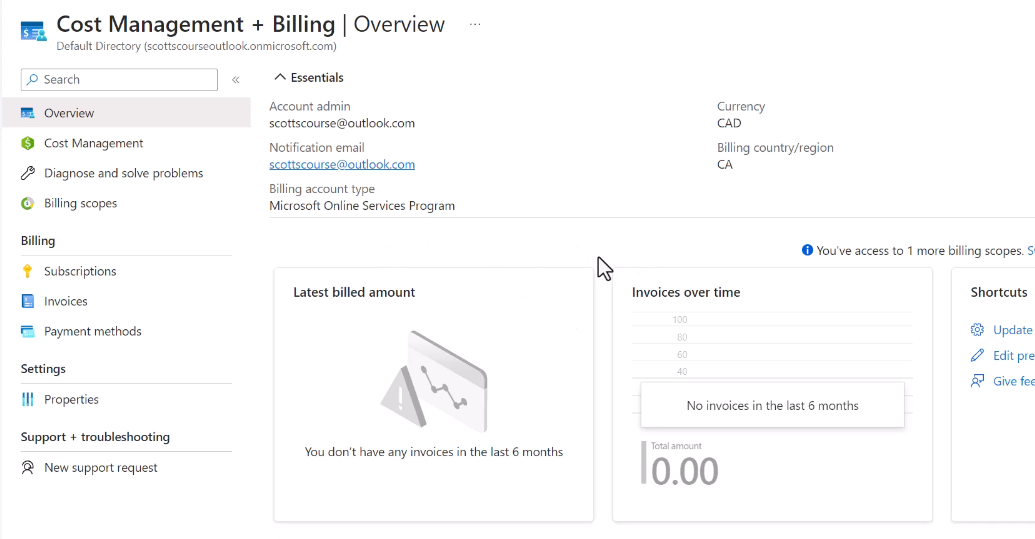 Cost Management + Billing | Overview ...
Default Directory (scottscourseoutlook.onmicrosoft.com)
Search «
Overview
Cost Management
Diagnose and solve problems
Billing scopes
Billing
Subscriptions
Invoices
Payment methods
Settings
Properties
Support + troubleshooting
New support request
Essentials
Account admin
scottscourse@outlook.com
Notification email
scottscourse@outlook.com
Billing account type
Microsoft Online Services Program
Currency
CAD
Billing country/region
CA
You've access to 1 more billing scopes.
Latest billed amount
You don't have any invoices in the last 6 months
Invoices over time
100
80
60
40
No invoices in the last 6 months
Total amount
0.00
Shortcuts
Update
Edit
Give